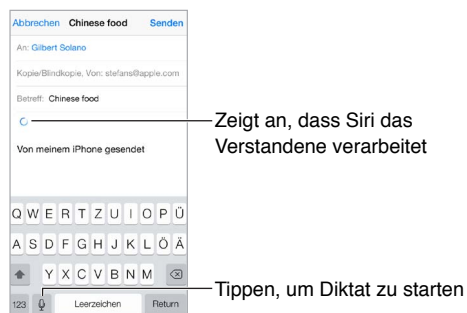 Abbrechen Chinese food Senden
An: Gilbert Solano
Kopie/Blindkopie, Von: stefans@apple.com
Betreff: Chinese food
Zeigt an, dass Siri das
Verstandene verarbeitet
Von meinem iPhone gesendet
Q W E R T Z U I O P Ü
A S D F G H J K L Ö Ä
Y X C V B N M
Tippen, um Diktat zu starten
123 Leerzeichen Return